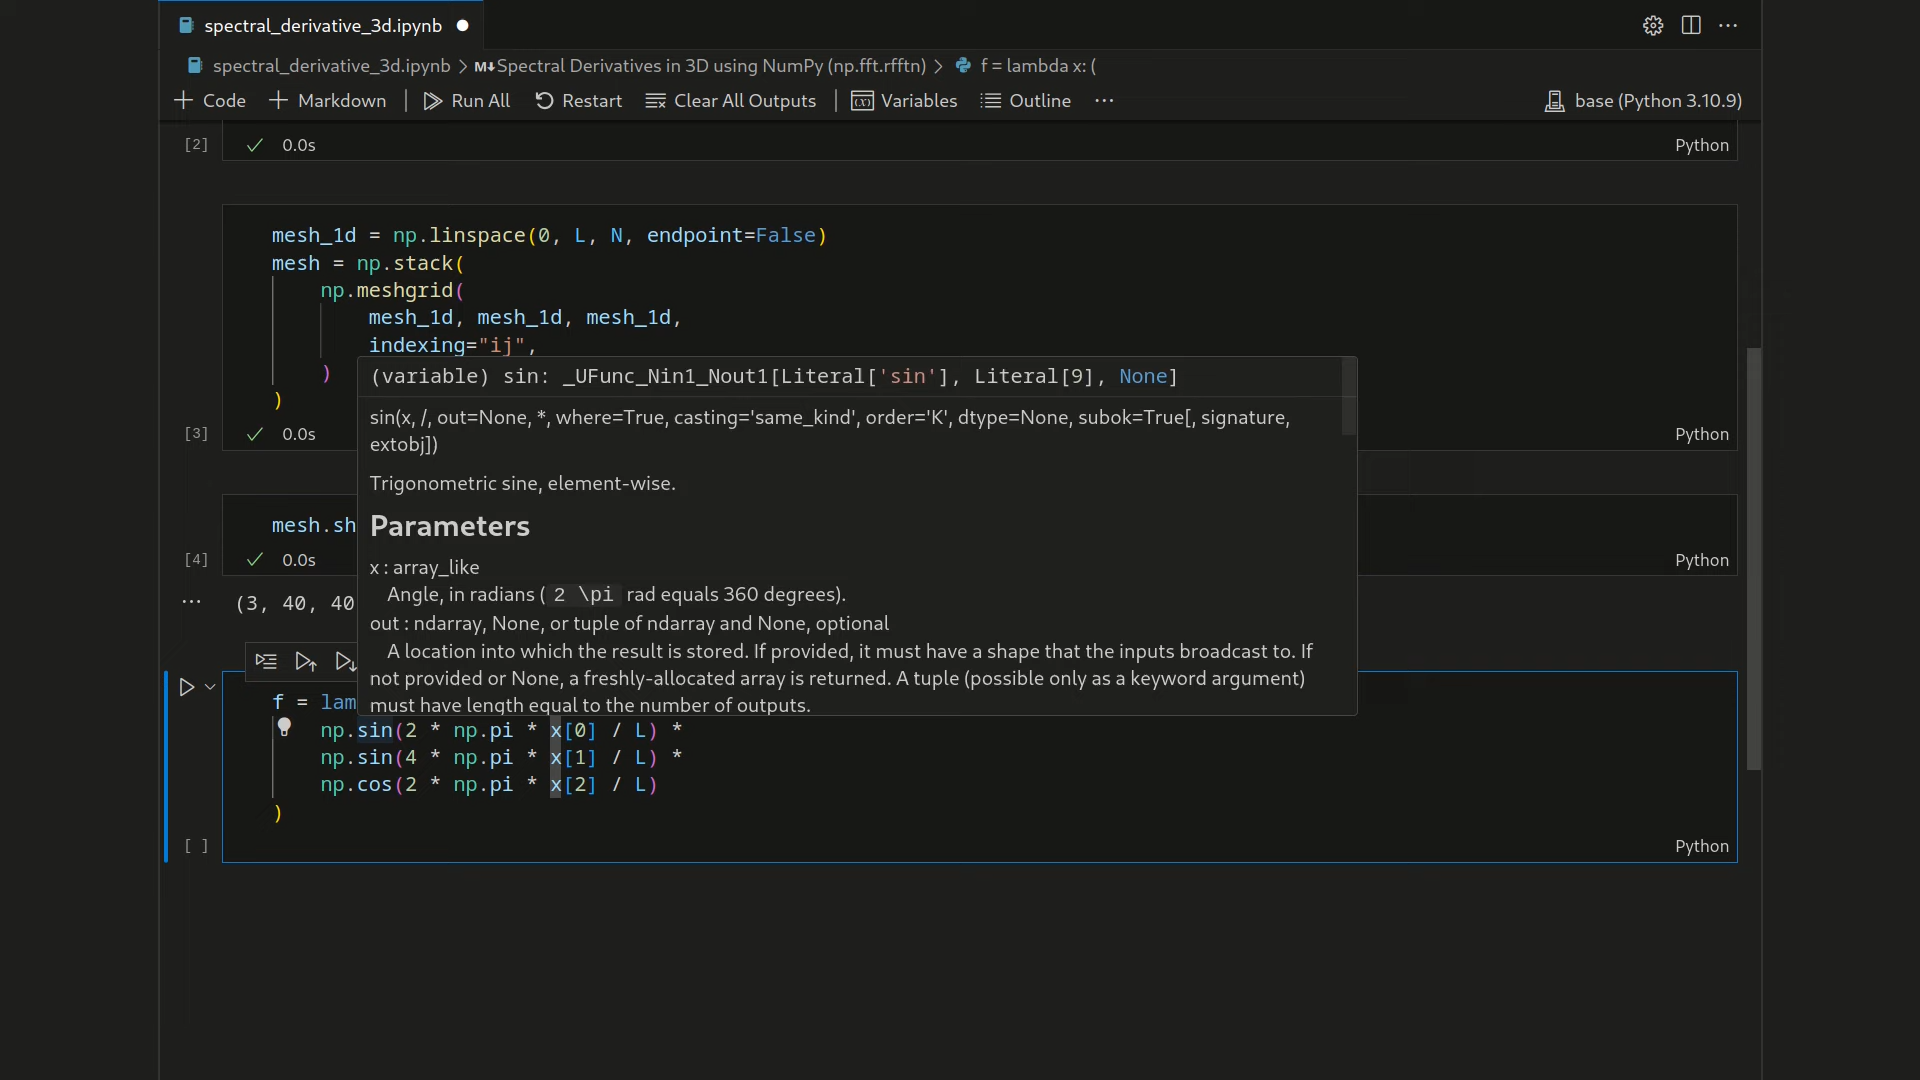 spectral_derivative_3d.ipynb
spectral_derivative_3d.ipynb > M↓Spectral Derivatives in 3D using NumPy (np.fft.rfftn) > f = lambda x: (
+ Code + Markdown | Run All Restart Clear All Outputs | Variables Outline ··· base (Python 3.10.9)
[2] ✓ 0.0s Python
mesh_1d = np.linspace(0, L, N, endpoint=False)
mesh = np.stack(
np.meshgrid(
mesh_1d, mesh_1d, mesh_1d,
indexing="ij",
)
)
[3] ✓ 0.0s Python
(variable) sin: _UFunc_Nin1_Nout1[Literal['sin'], Literal[9], None]
sin(x, /, out=None, *, where=True, casting='same_kind', order='K', dtype=None, subok=True[, signature,
extobj])
Trigonometric sine, element-wise.
Parameters
x : array_like
Angle, in radians ( 2 \pi rad equals 360 degrees).
out : ndarray, None, or tuple of ndarray and None, optional
A location into which the result is stored. If provided, it must have a shape that the inputs broadcast to. If
not provided or None, a freshly-allocated array is returned. A tuple (possible only as a keyword argument)
must have length equal to the number of outputs.
mesh.sh
[4] ✓ 0.0s Python
··· (3, 40, 40
f = lam
np.sin(2 * np.pi * x[0] / L) *
np.sin(4 * np.pi * x[1] / L) *
np.cos(2 * np.pi * x[2] / L)
)
[ ] Python